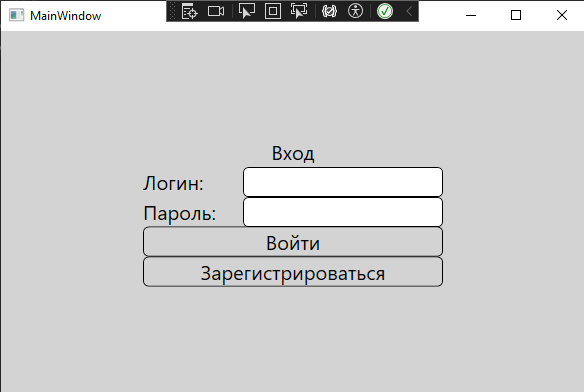 MainWindow
Вход
Логин:
Пароль:
Войти
Зарегистрироваться